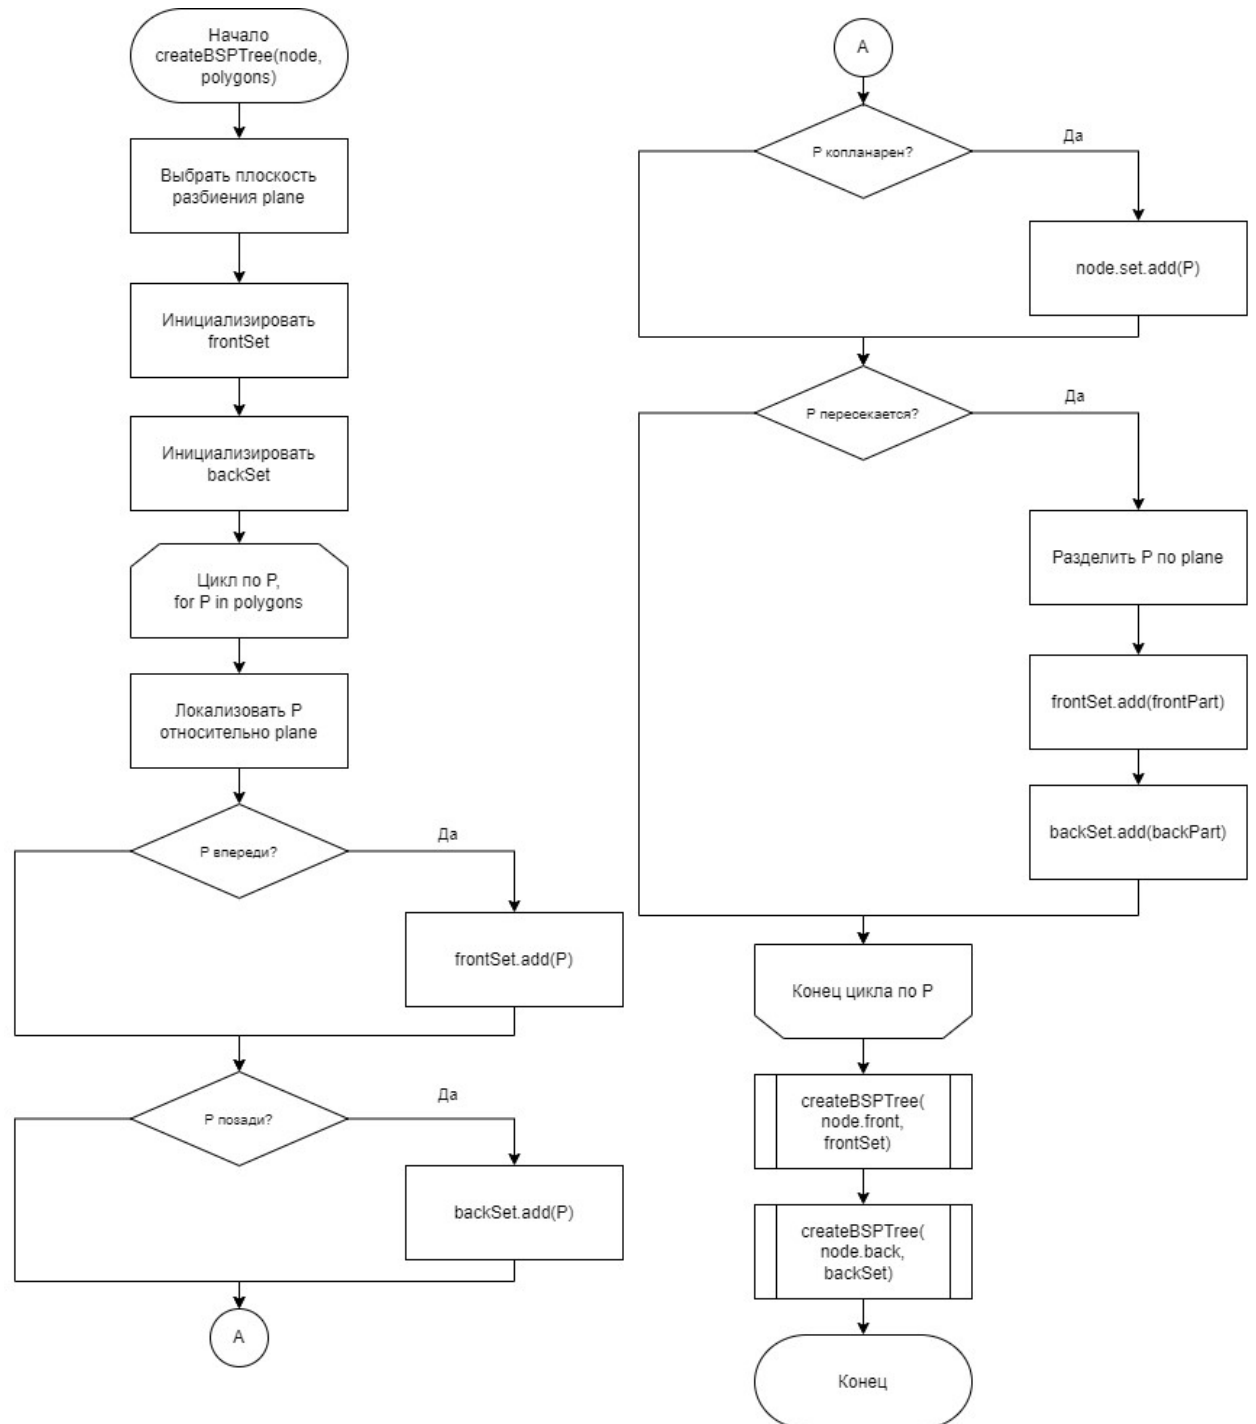 Начало
createBSPTree(node,
polygons)
Выбрать плоскость
разбиения plane
Инициализировать
frontSet
Инициализировать
backSet
Цикл по P,
for P in polygons
Локализовать P
относительно plane
P впереди?
Да
frontSet.add(P)
P позади?
Да
backSet.add(P)
A
A
P копланарен?
Да
node.set.add(P)
P пересекается?
Да
Разделить P по plane
frontSet.add(frontPart)
backSet.add(backPart)
Конец цикла по P
createBSPTree(
node.front,
frontSet)
createBSPTree(
node.back,
backSet)
Конец